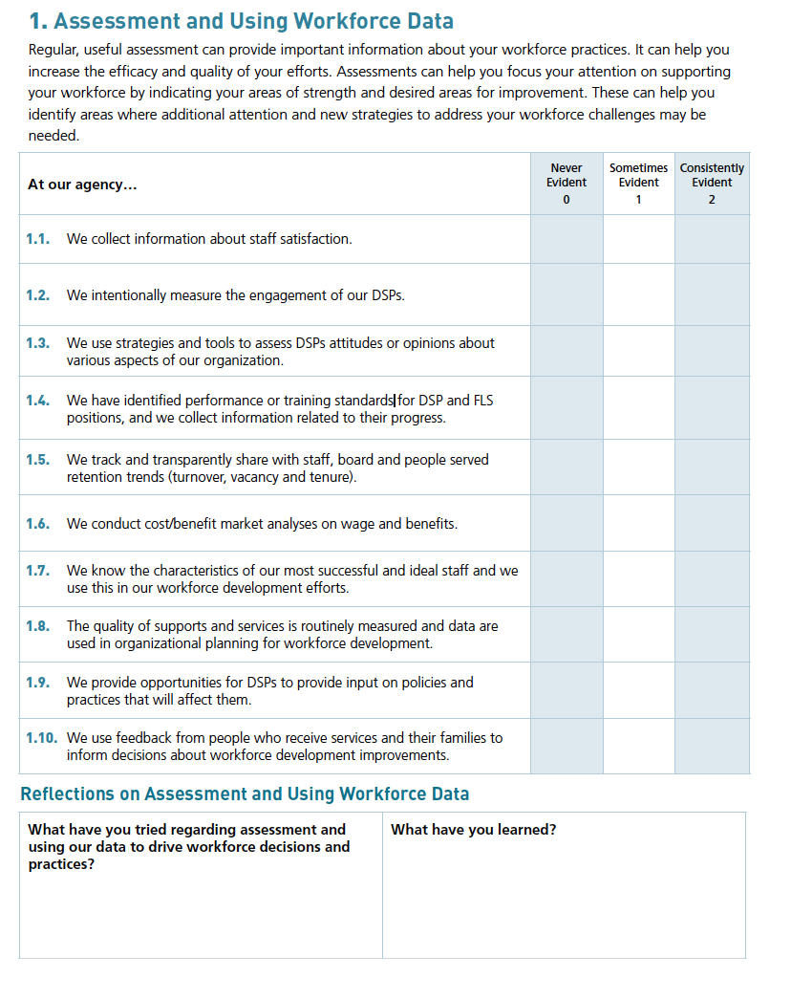 1. Assessment and Using Workforce Data
Regular, useful assessment can provide important information about your workforce practices. It can help you
increase the efficacy and quality of your efforts. Assessments can help you focus your attention on supporting
your workforce by indicating your areas of strength and desired areas for improvement. These can help you
identify areas where additional attention and new strategies to address your workforce challenges may be
needed.
At our agency...
Never
Evident
0
Sometimes
Evident
1
Consistently
Evident
2
1.1. We collect information about staff satisfaction.
1.2. We intentionally measure the engagement of our DSPs.
1.3. We use strategies and tools to assess DSPs attitudes or opinions about
various aspects of our organization.
1.4. We have identified performance or training standards for DSP and FLS
positions, and we collect information related to their progress.
1.5. We track and transparently share with staff, board and people served
retention trends (turnover, vacancy and tenure).
1.6. We conduct cost/benefit market analyses on wage and benefits.
1.7. We know the characteristics of our most successful and ideal staff and we
use this in our workforce development efforts.
1.8. The quality of supports and services is routinely measured and data are
used in organizational planning for workforce development.
1.9. We provide opportunities for DSPs to provide input on policies and
practices that will affect them.
1.10. We use feedback from people who receive services and their families to
inform decisions about workforce development improvements.
Reflections on Assessment and Using Workforce Data
What have you tried regarding assessment and
using our data to drive workforce decisions and
practices?
What have you learned?